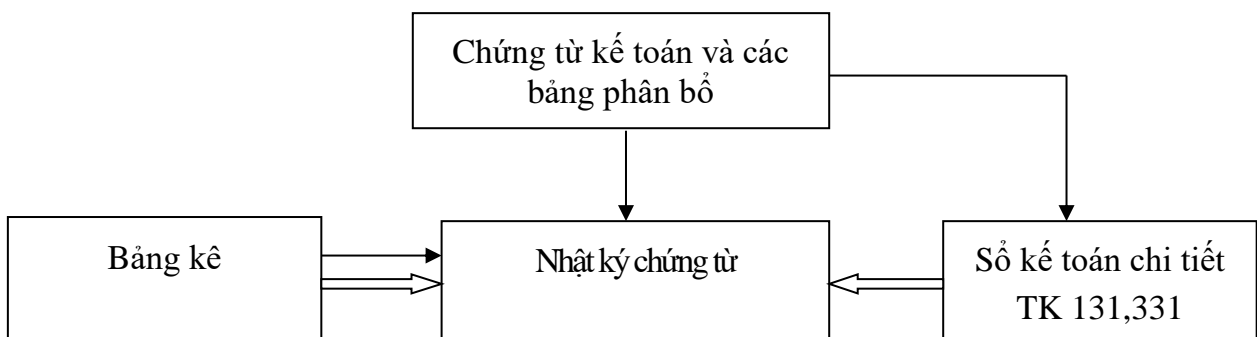 Chứng từ kế toán và các
bảng phân bổ
Bảng kê
Nhật ký chứng từ
Sổ kế toán chi tiết
TK 131,331